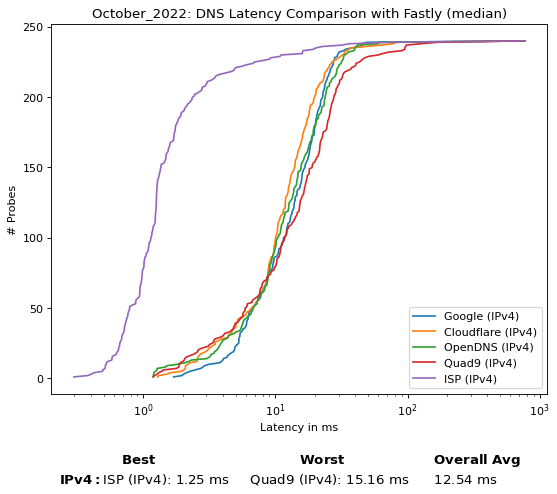 October_2022: DNS Latency Comparison with Fastly (median)
250
200
150
100
50
0
# Probes
10⁰
10¹
10²
10³
Latency in ms
Google (IPv4)
Cloudflare (IPv4)
OpenDNS (IPv4)
Quad9 (IPv4)
ISP (IPv4)
Best Worst Overall Avg
IPv4: ISP (IPv4): 1.25 ms Quad9 (IPv4): 15.16 ms 12.54 ms